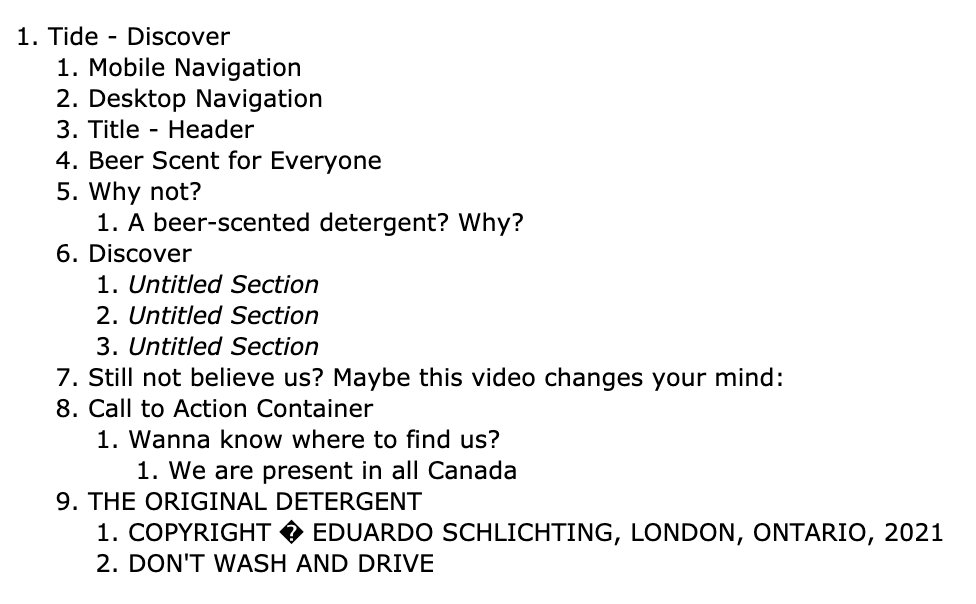 1. Tide - Discover
1. Mobile Navigation
2. Desktop Navigation
3. Title - Header
4. Beer Scent for Everyone
5. Why not?
1. A beer-scented detergent? Why?
6. Discover
1. Untitled Section
2. Untitled Section
3. Untitled Section
7. Still not believe us? Maybe this video changes your mind:
8. Call to Action Container
1. Wanna know where to find us?
1. We are present in all Canada
9. THE ORIGINAL DETERGENT
1. COPYRIGHT � EDUARDO SCHLICHTING, LONDON, ONTARIO, 2021
2. DON'T WASH AND DRIVE